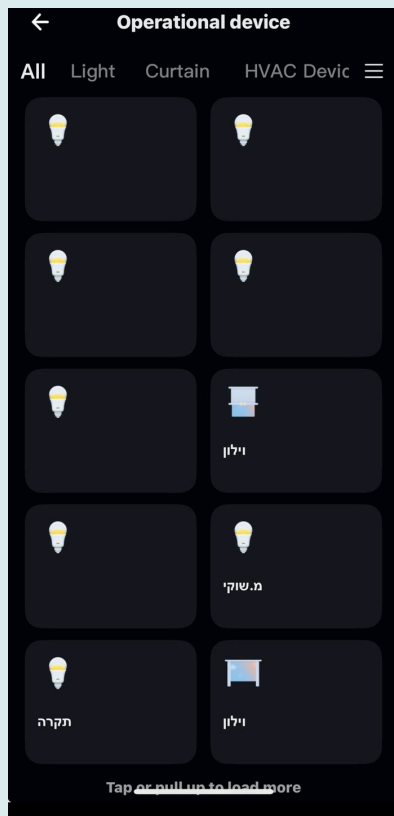 Operational device
All Light Curtain HVAC Devic
וילון
מ.שוקי
תקרה
וילון
Tap or pull up to load more